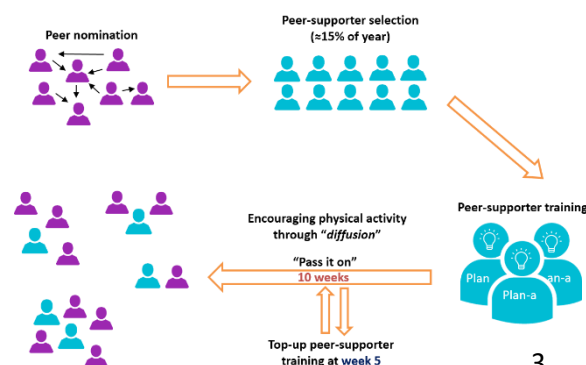 Peer nomination
Peer-supporter selection
(≈15% of year)
Peer-supporter training
Plan
Plan-a
an-a
Encouraging physical activity
through “diffusion”
“Pass it on”
10 weeks
Top-up peer-supporter
training at week 5
3